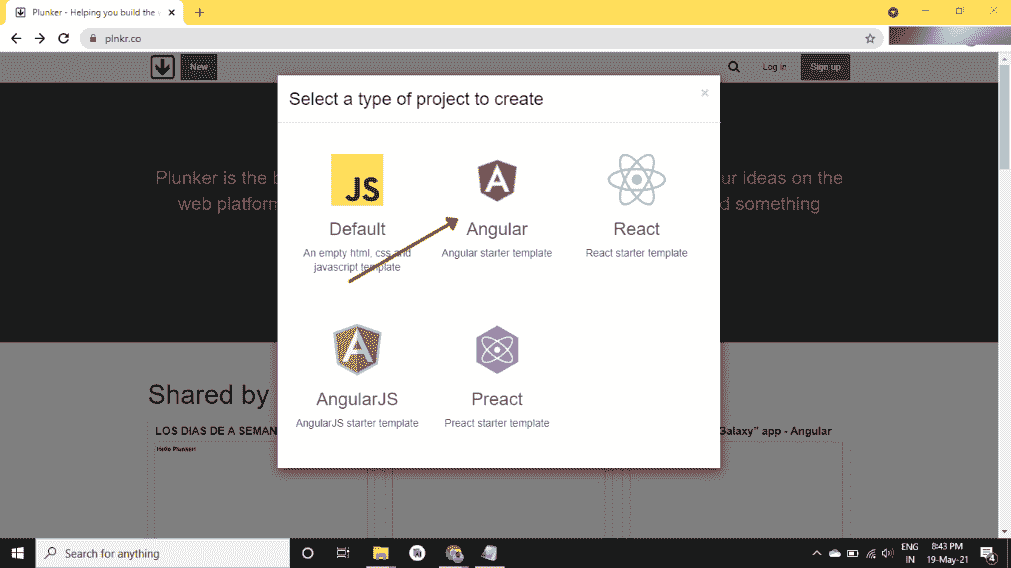 Plunker - Helping you build the
plnkr.co
New
Log in
Sign up
Select a type of project to create
×
Plunker is the b
ur ideas on the
web platform
d something
JS
Default
An empty html, css and
javascript template
A
Angular
Angular starter template
React
React starter template
A
AngularJS
AngularJS starter template
Preact
Preact starter template
Shared by
LOS DIAS DE A SEMAN
Galaxy" app - Angular
Hello Plunker!
Search for anything
ENG
IN
8:43 PM
19-May-21
4